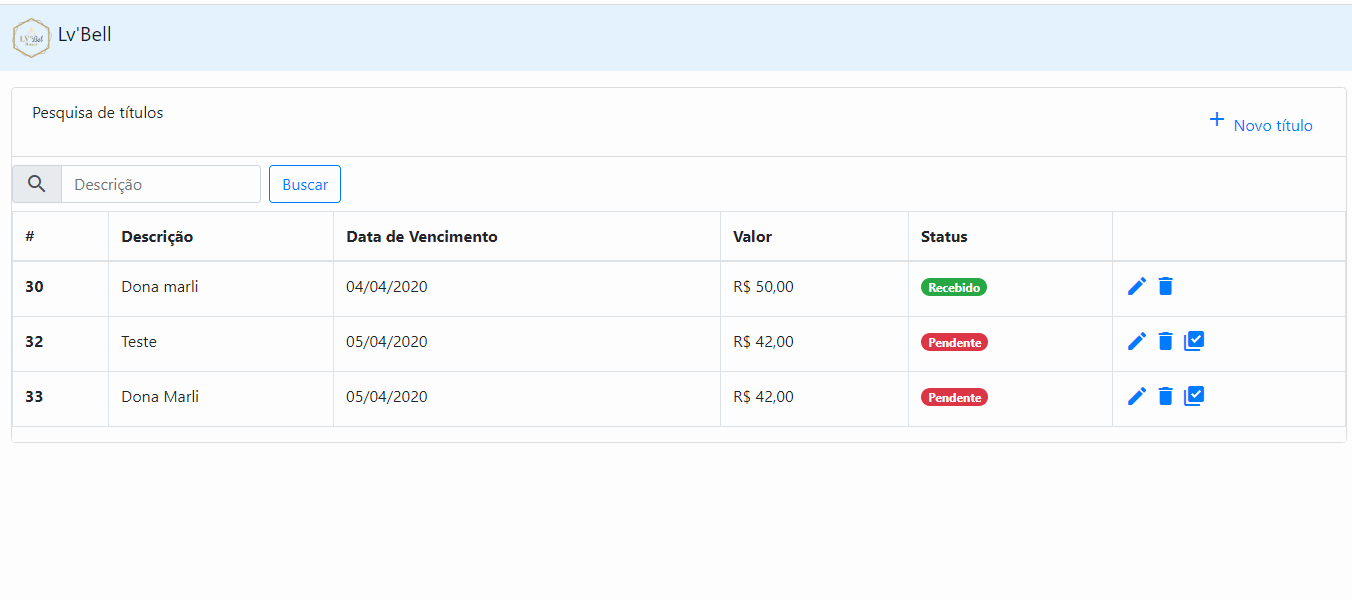 Lv'Bell
Pesquisa de títulos
Novo título
Descrição
Buscar
# Descrição Data de Vencimento Valor Status
30 Dona marli 04/04/2020 R$ 50,00 Recebido
32 Teste 05/04/2020 R$ 42,00 Pendente
33 Dona Marli 05/04/2020 R$ 42,00 Pendente